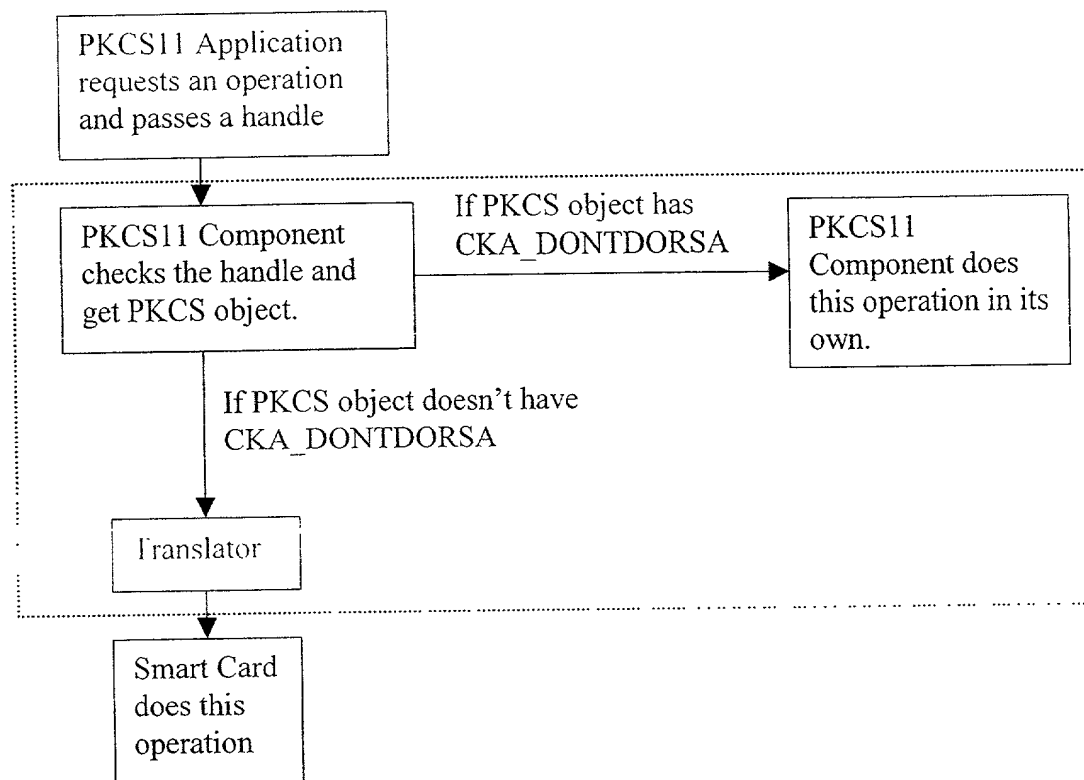 PKCS11 Application
requests an operation
and passes a handle
PKCS11 Component
checks the handle and
get PKCS object.
If PKCS object has
CKA_DONTDORSA
PKCS11
Component does
this operation in its
own.
If PKCS object doesn't have
CKA_DONTDORSA
Translator
Smart Card
does this
operation